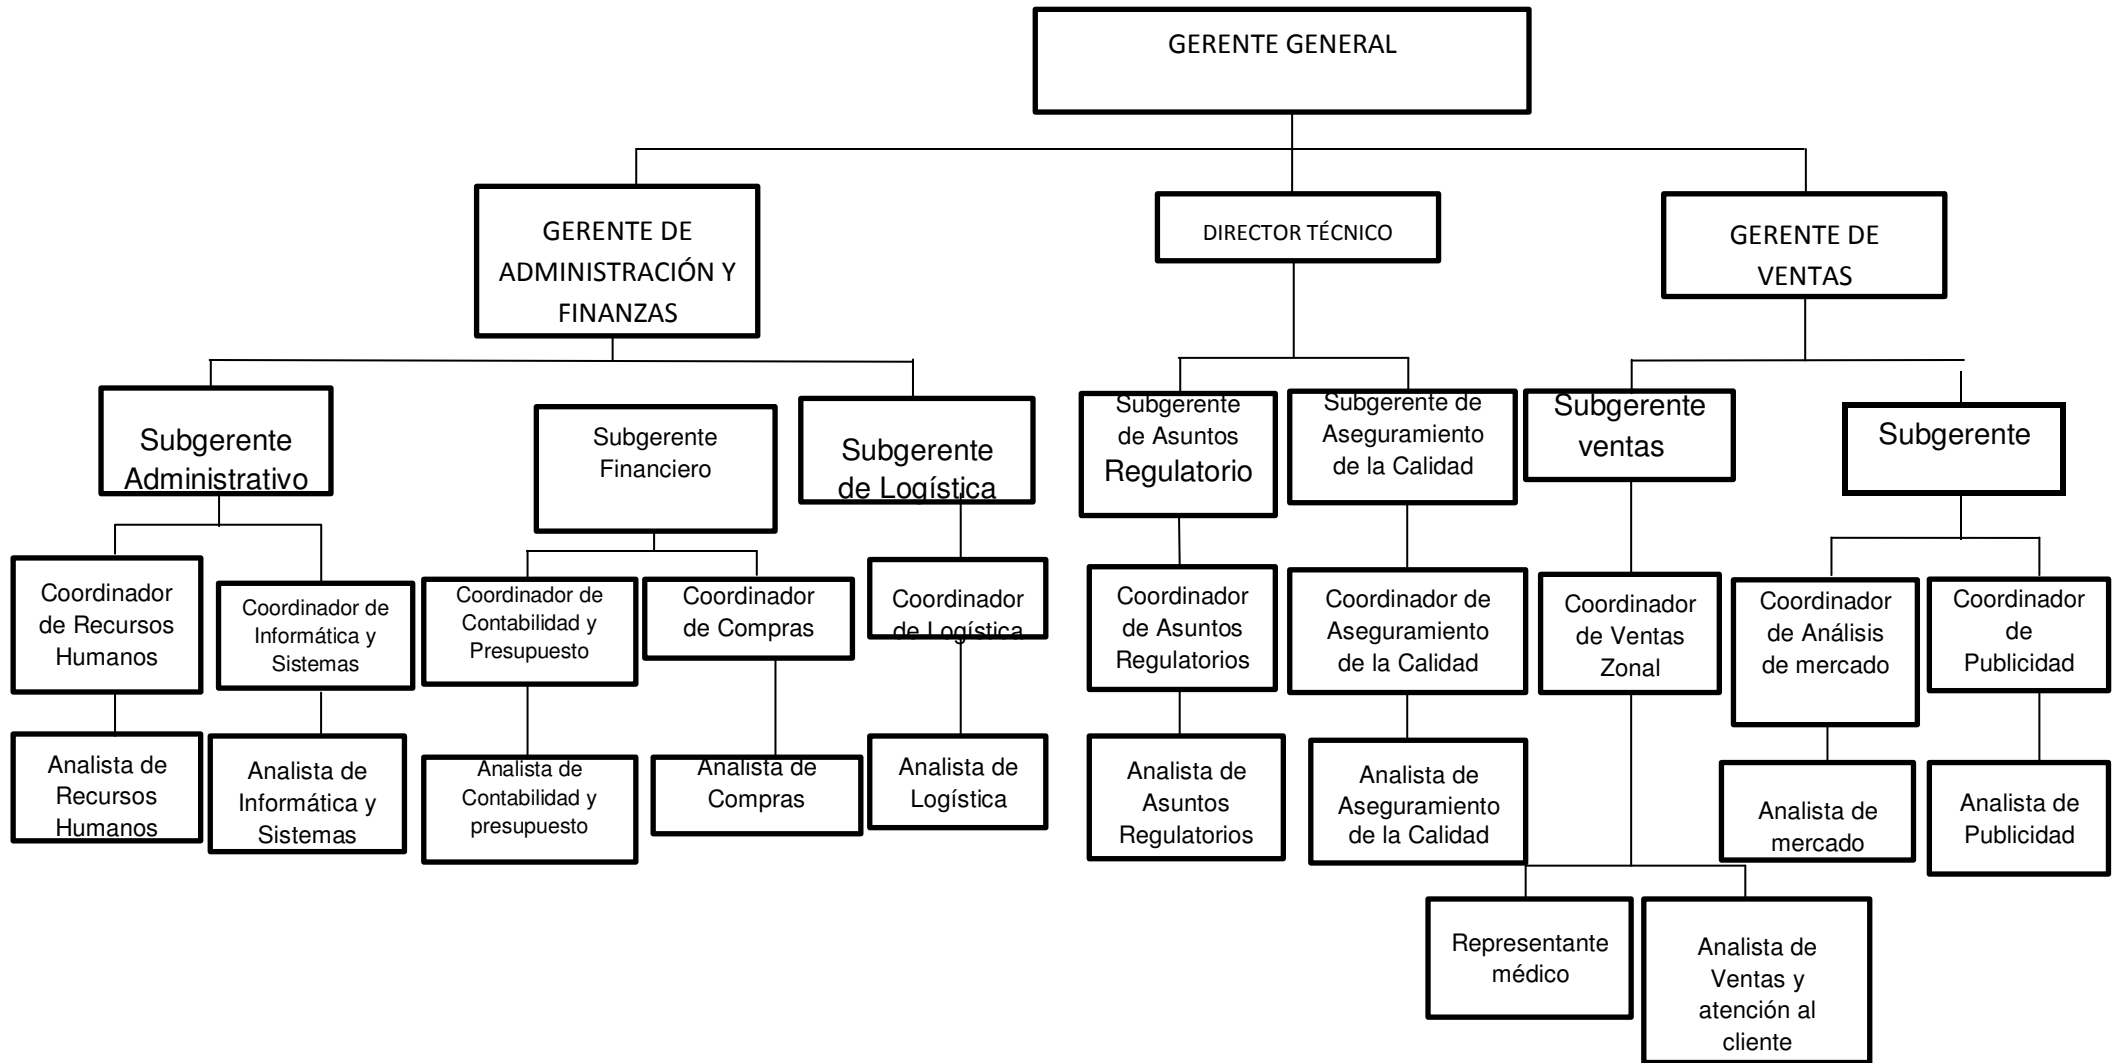 GERENTE GENERAL
GERENTE DE
ADMINISTRACIÓN Y
FINANZAS
DIRECTOR TÉCNICO
GERENTE DE
VENTAS
Subgerente
Administrativo
Subgerente
Financiero
Subgerente
de Logística
Subgerente
de Asuntos
Regulatorio
Subgerente de
Aseguramiento
de la Calidad
Subgerente
ventas
Subgerente
Coordinador
de Recursos
Humanos
Coordinador de
Informática y
Sistemas
Coordinador de
Contabilidad y
Presupuesto
Coordinador
de Compras
Coordinador
de Logística
Coordinador
de Asuntos
Regulatorios
Coordinador de
Aseguramiento
de la Calidad
Coordinador
de Ventas
Zonal
Coordinador
de Análisis
de mercado
Coordinador
de
Publicidad
Analista de
Recursos
Humanos
Analista de
Informática y
Sistemas
Analista de
Contabilidad y
presupuesto
Analista de
Compras
Analista de
Logística
Analista de
Asuntos
Regulatorios
Analista de
Aseguramiento
de la Calidad
Analista de
mercado
Analista de
Publicidad
Representante
médico
Analista de
Ventas y
atención al
cliente